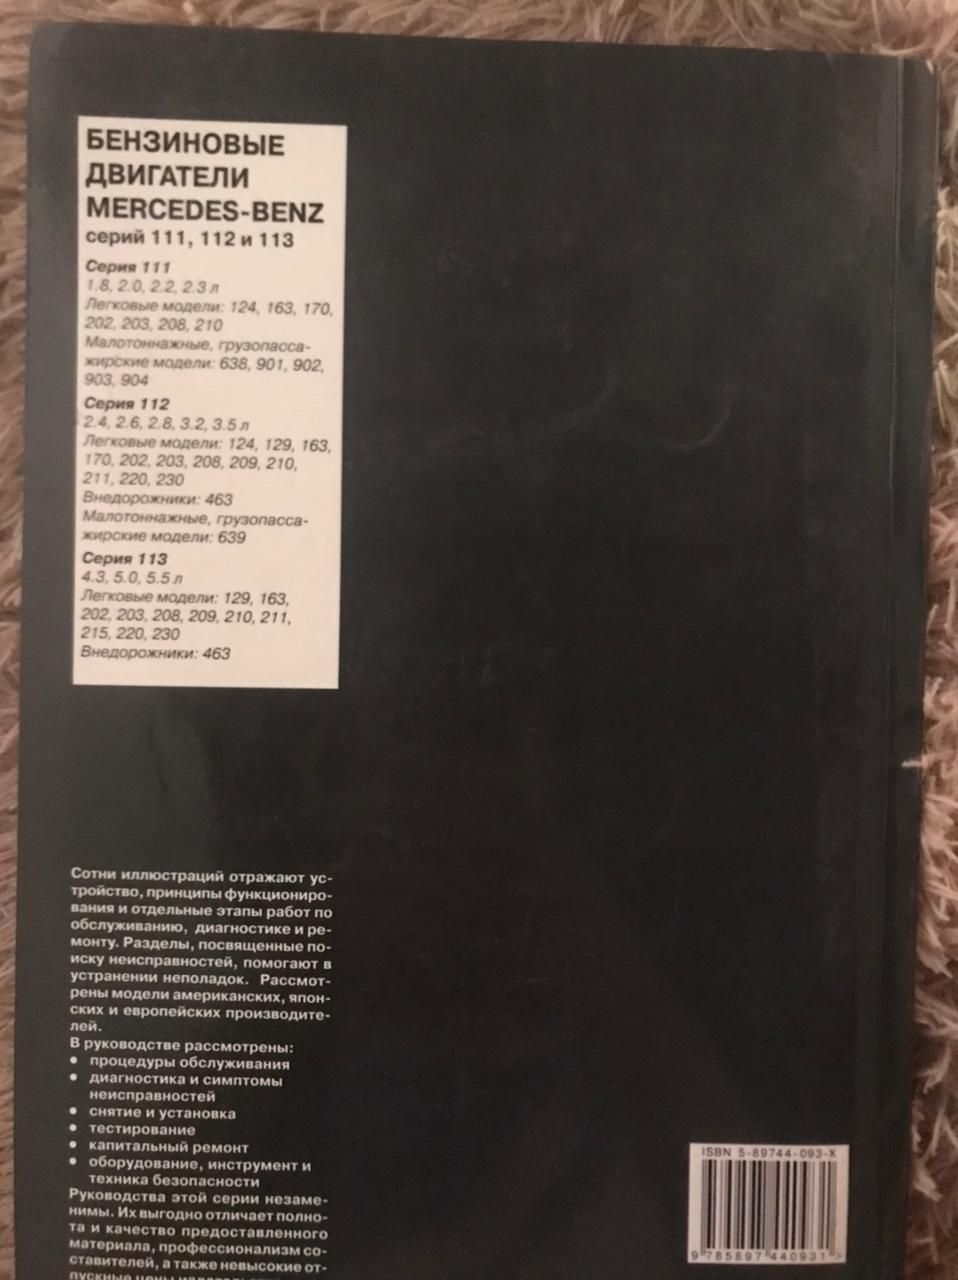 БЕНЗИНОВЫЕ
ДВИГАТЕЛИ
MERCEDES-BENZ
серий 111, 112 и 113
Серия 111
1.8, 2.0, 2.2, 2.3 л
Легковые модели: 124, 163, 170,
202, 203, 208, 210
Малотоннажные, грузопасса-
жирские модели: 638, 901, 902,
903, 904
Серия 112
2.4, 2.6, 2.8, 3.2, 3.5 л
Легковые модели: 124, 129, 163,
170, 202, 203, 208, 209, 210,
211, 220, 230
Внедорожники: 463
Малотоннажные, грузопасса-
жирские модели: 639
Серия 113
4.3, 5.0, 5.5 л
Легковые модели: 129, 163,
202, 203, 208, 209, 210, 211,
215, 220, 230
Внедорожники: 463
Сотни иллюстраций отражают ус-
тройство, принципы функциониро-
вания и отдельные этапы работ по
обслуживанию, диагностике и ре-
монту. Разделы, посвященные по-
иску неисправностей, помогают в
устранении неполадок. Рассмот-
рены модели американских, япон-
ских и европейских производите-
лей.
В руководстве рассмотрены:
• процедуры обслуживания
• диагностика и симптомы
неисправностей
• снятие и установка
• тестирование
• капитальный ремонт
• оборудование, инструмент и
техника безопасности
Руководства этой серии незаме-
нимы. Их выгодно отличает полно-
та и качество предоставленного
материала, профессионализм со-
ставителей, а также невысокие от-
пускные цены
ISBN 5-89744-093-X
9 785897 440931 >